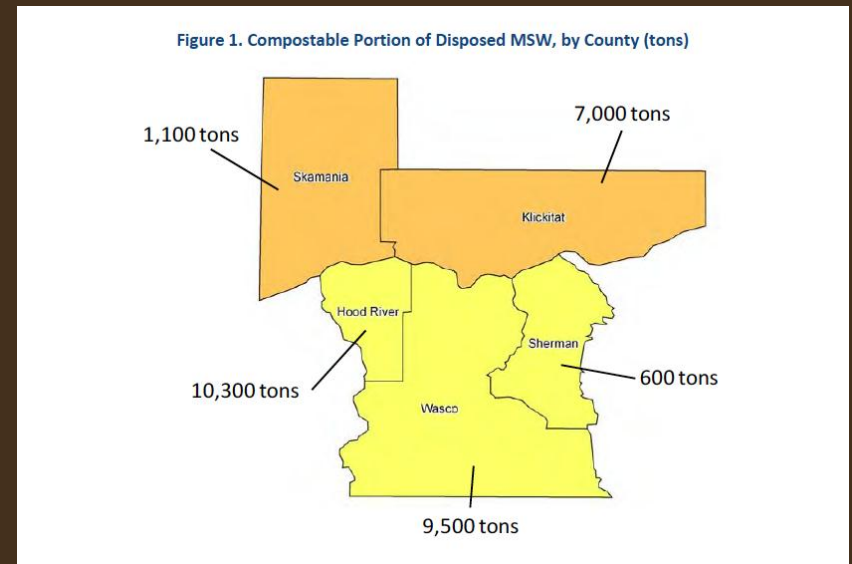 Figure 1. Compostable Portion of Disposed MSW, by County (tons)
7,000 tons
1,100 tons
Skamania
Klickitat
Hood River
Sherman
600 tons
10,300 tons
Wasco
9,500 tons